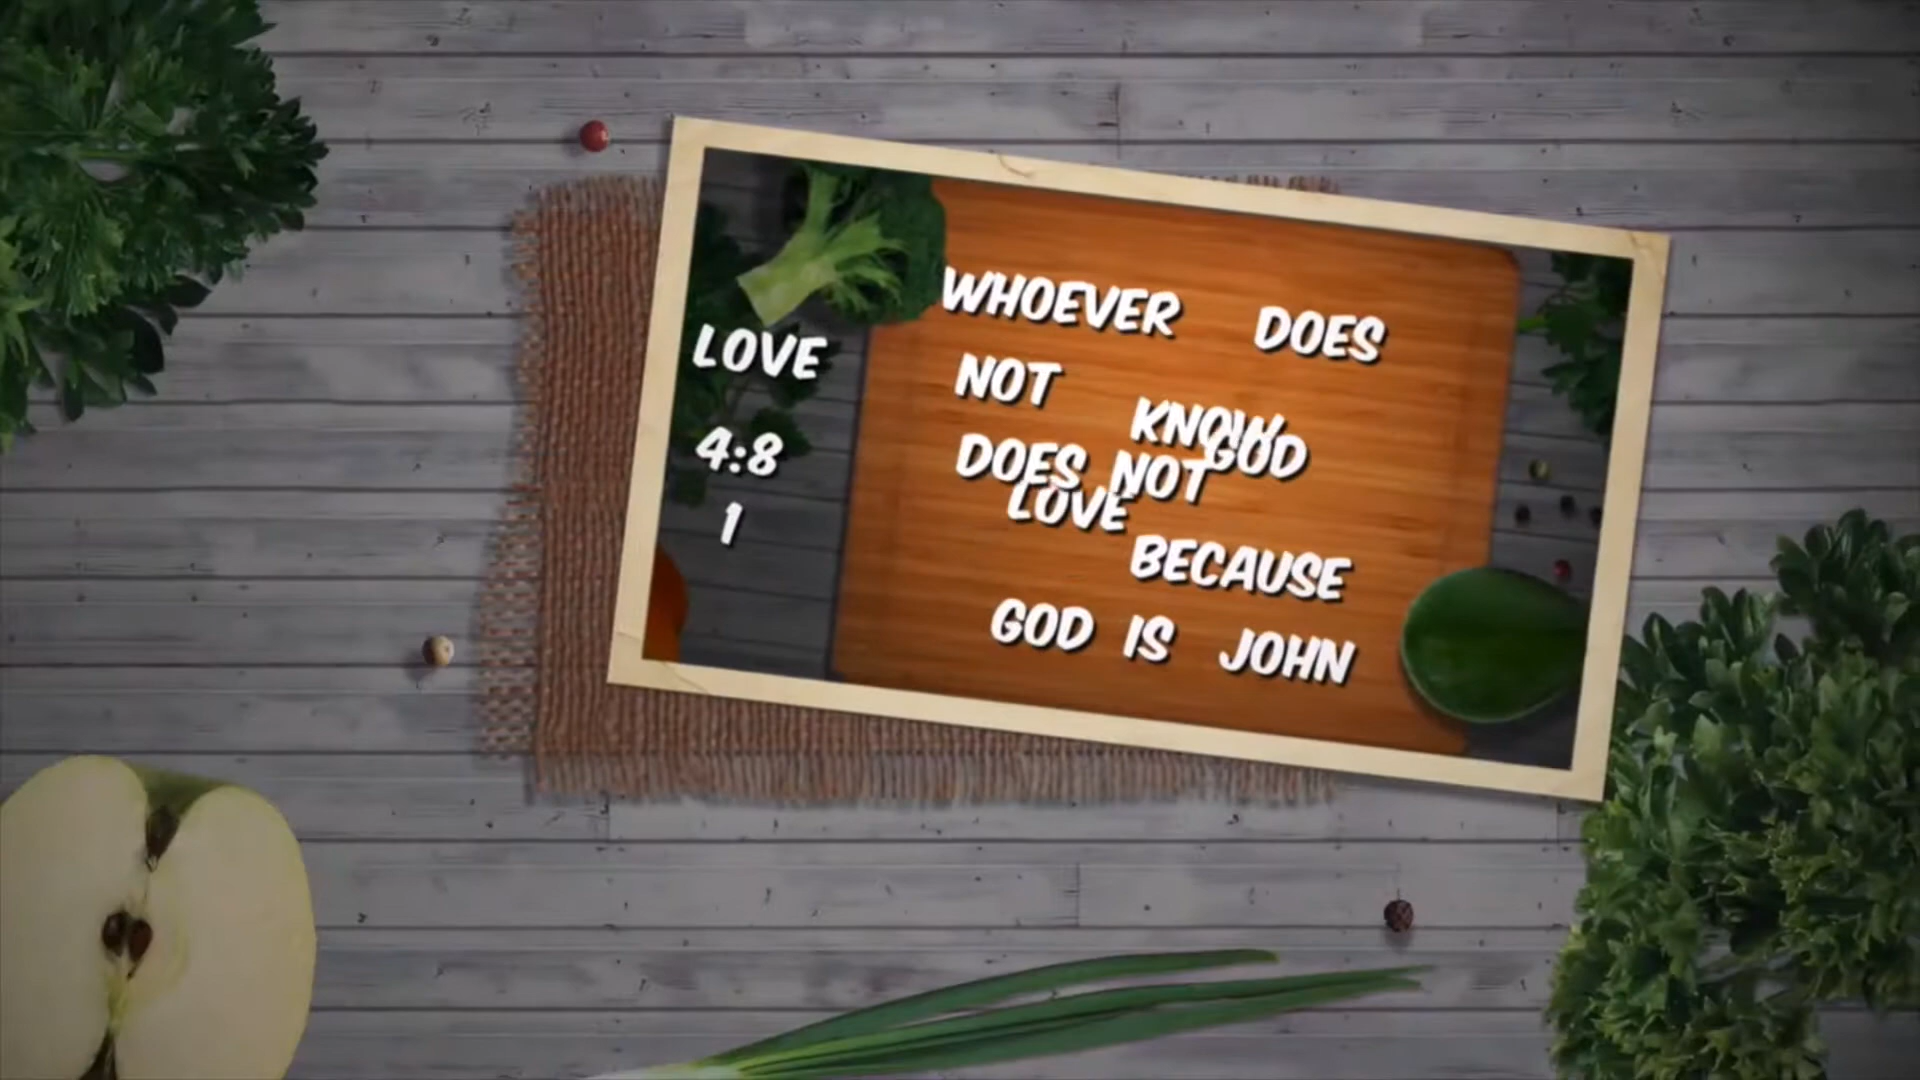 WHOEVER DOES
NOT KNOW GOD
DOES NOT
LOVE
BECAUSE
GOD IS JOHN
LOVE
4:8
1